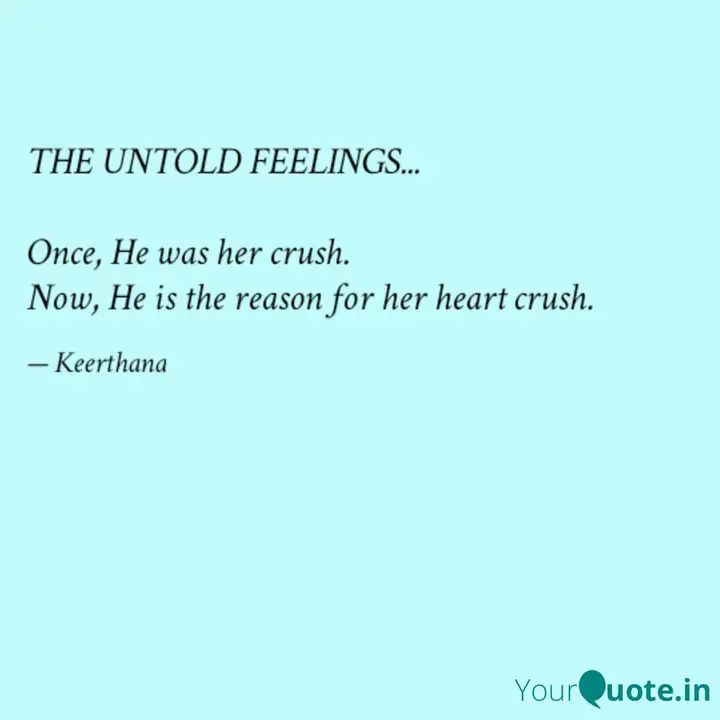 THE UNTOLD FEELINGS...
Once, He was her crush.
Now, He is the reason for her heart crush.
— Keerthana
YourQuote.in